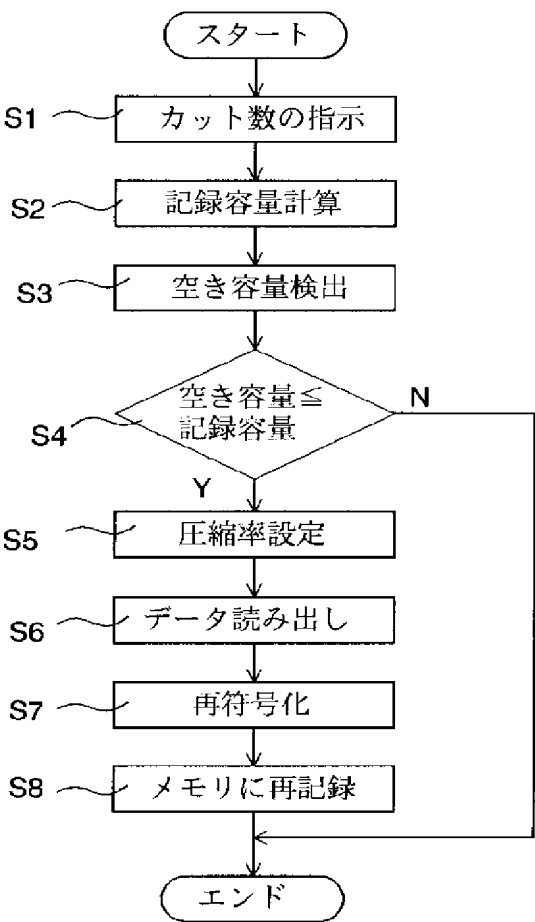 スタート
S1
カット数の指示
S2
記録容量計算
S3
空き容量検出
S4
空き容量≦
記録容量
N
Y
S5
圧縮率設定
S6
データ読み出し
S7
再符号化
S8
メモリに再記録
エンド